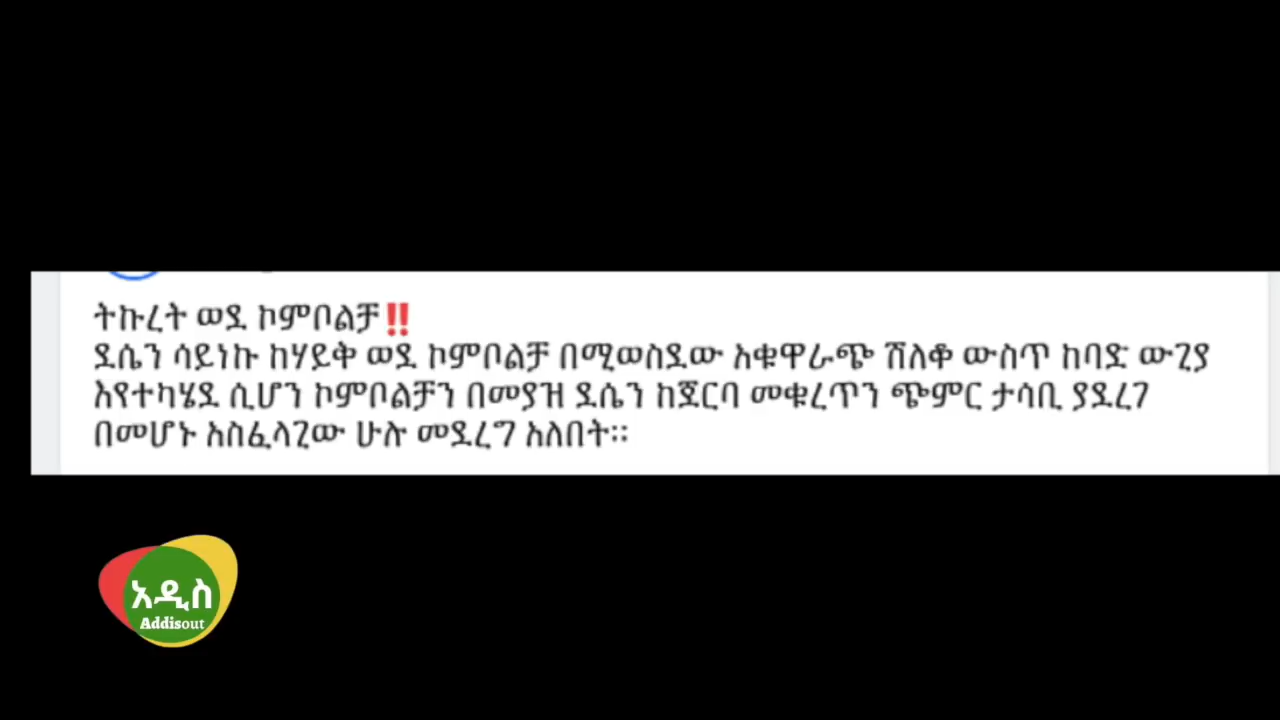 ትኩረት ወደ ኮምቦልቻ‼️
ደሴን ሳይነኩ ከሃይቅ ወደ ኮምቦልቻ በሚወስደው አቁዋራጭ ሸለቆ ውስጥ ከባድ ውጊያ
እየተካሄደ ሲሆን ኮምቦልቻን በመያዝ ደሴን ከጀርባ መቁረጥን ጭምር ታሳቢ ያደረገ
በመሆኑ አስፈላጊው ሁሉ መደረግ አለበት።
አዲስ
Addisout